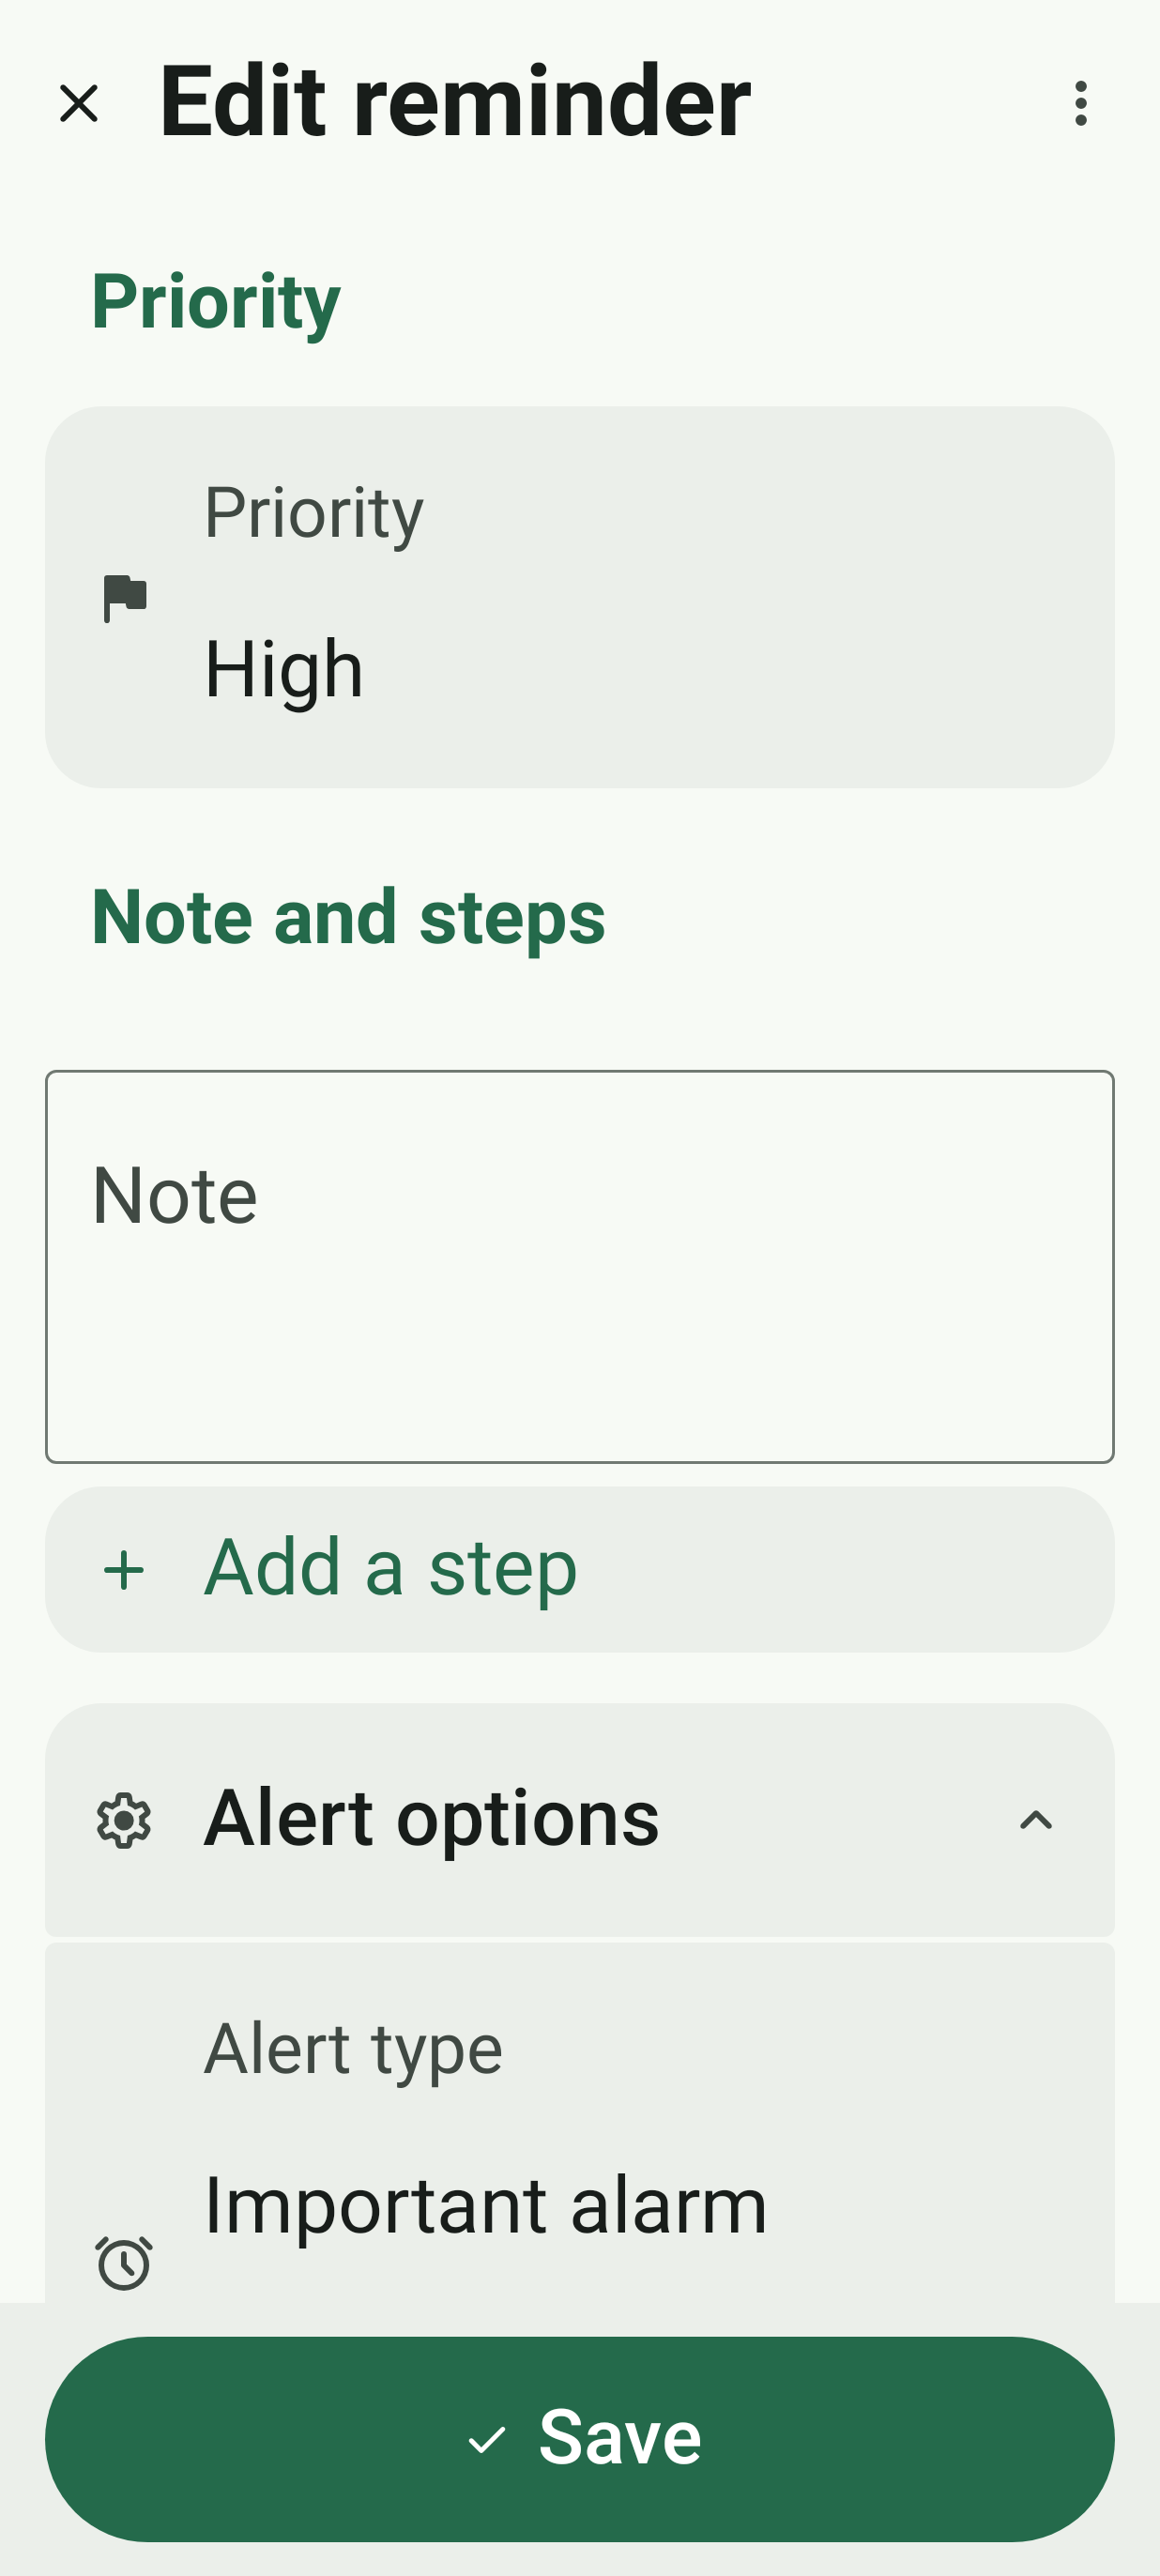 Edit reminder
Priority
Priority
High
Note and steps
Note
Add a step
Alert options
Alert type
Important alarm
Save